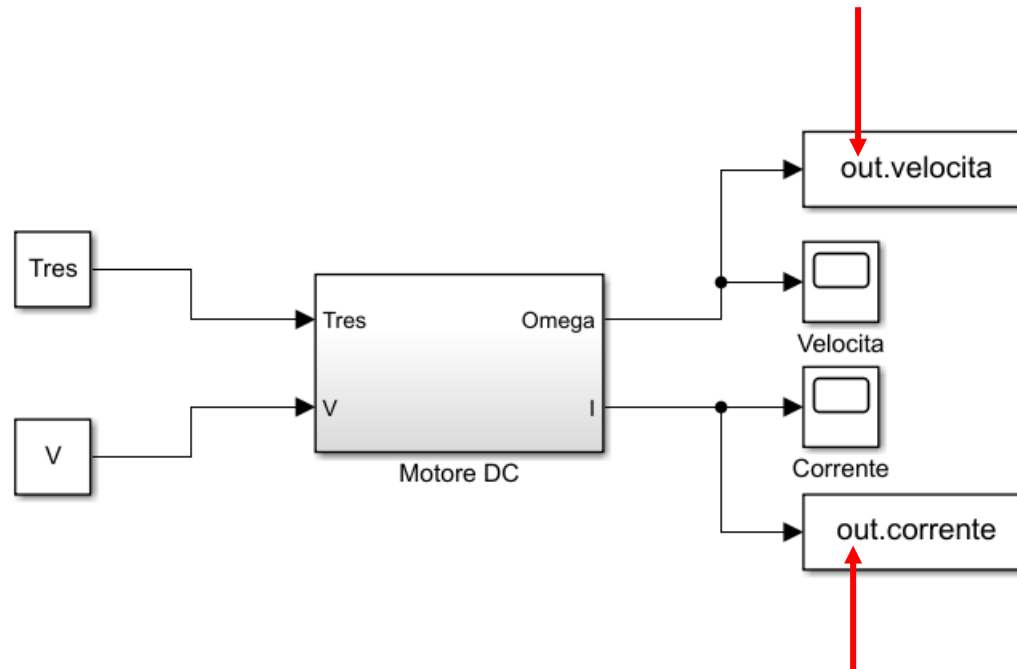 out.velocita
Tres
Tres
Omega
Velocita
V
V
I
Motore DC
Corrente
out.corrente